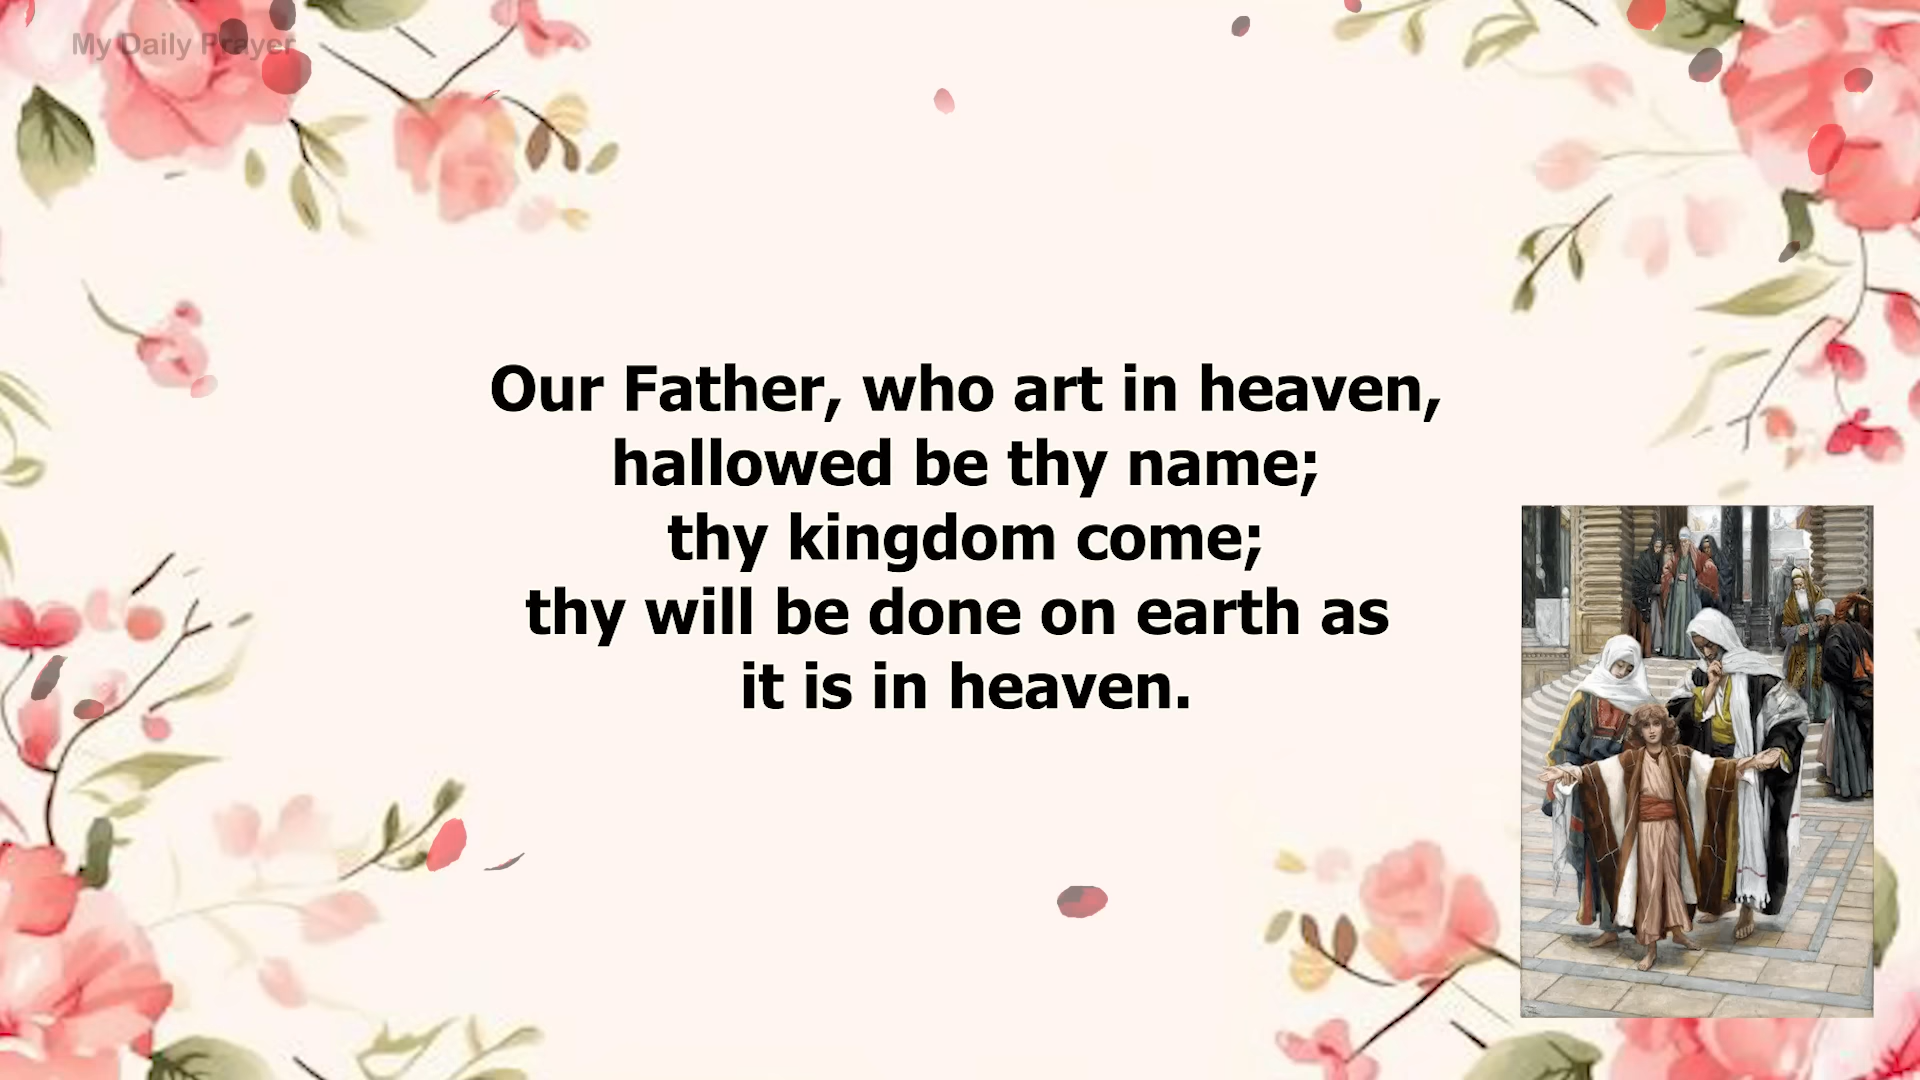 My Daily Prayer
Our Father, who art in heaven,
hallowed be thy name;
thy kingdom come;
thy will be done on earth as
it is in heaven.